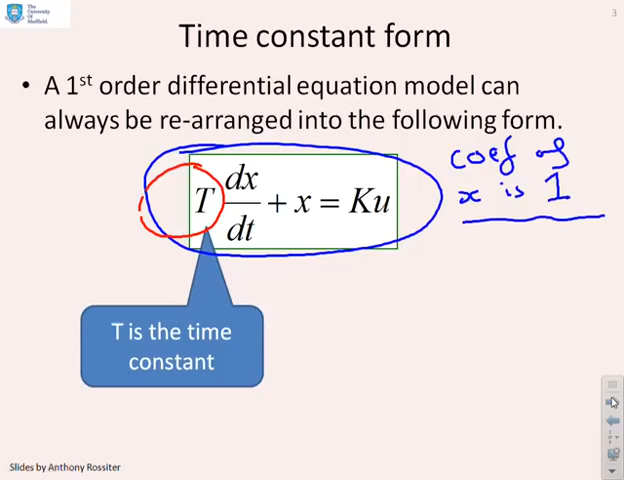 The
University
Of
Sheffield.
3
Time constant form
• A 1st order differential equation model can
always be re-arranged into the following form.
T dx/dt + x = Ku
coef of
x is 1
T is the time
constant
Slides by Anthony Rossiter